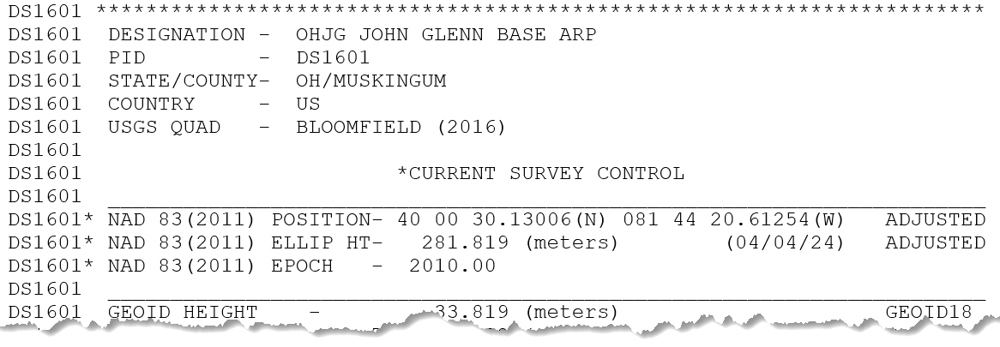 DS1601 ***********************************************************************
DS1601  DESIGNATION -  OHJG JOHN GLENN BASE ARP
DS1601  PID         -  DS1601
DS1601  STATE/COUNTY-  OH/MUSKINGUM
DS1601  COUNTRY     -  US
DS1601  USGS QUAD   -  BLOOMFIELD (2016)
DS1601
DS1601                         *CURRENT SURVEY CONTROL
DS1601  ______________________________________________________________________
DS1601* NAD 83(2011) POSITION- 40 00 30.13006(N) 081 44 20.61254(W)   ADJUSTED
DS1601* NAD 83(2011) ELLIP HT-   281.819 (meters)        (04/04/24)   ADJUSTED
DS1601* NAD 83(2011) EPOCH   -  2010.00
DS1601  ______________________________________________________________________
DS1601  GEOID HEIGHT    -         33.819 (meters)                     GEOID18